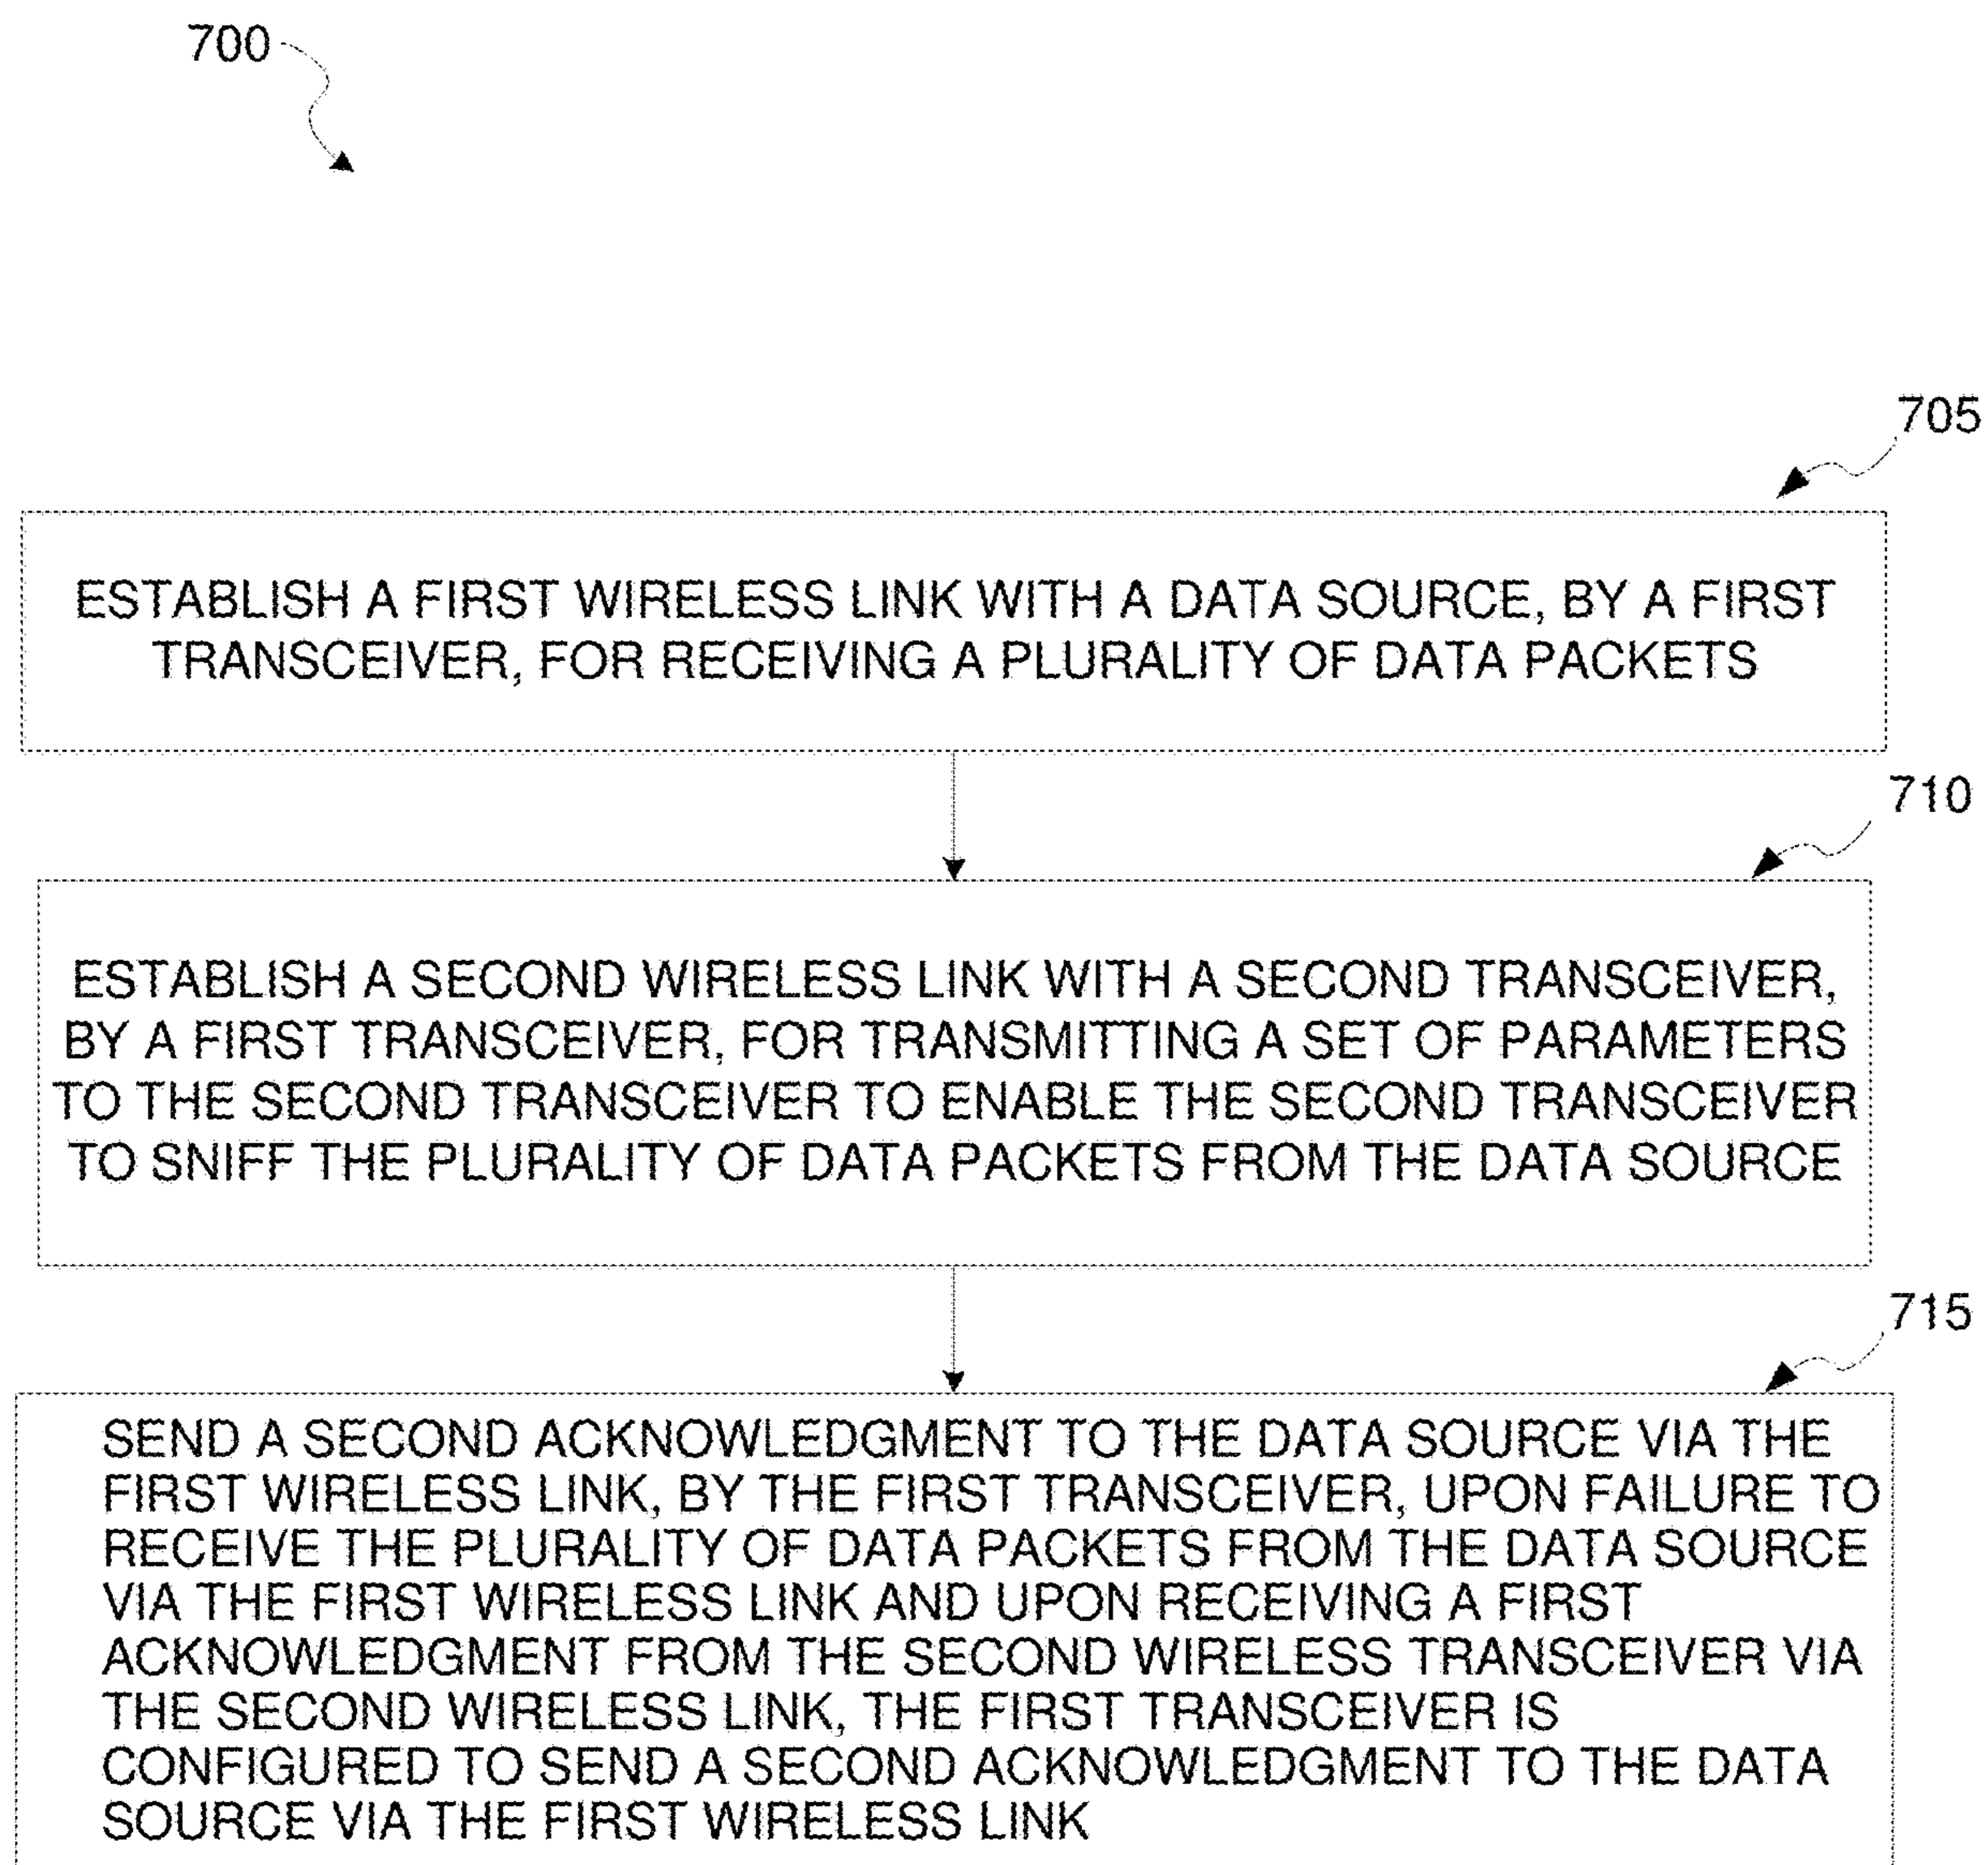 700
705
ESTABLISH A FIRST WIRELESS LINK WITH A DATA SOURCE, BY A FIRST
TRANSCEIVER, FOR RECEIVING A PLURALITY OF DATA PACKETS
710
ESTABLISH A SECOND WIRELESS LINK WITH A SECOND TRANSCEIVER,
BY A FIRST TRANSCEIVER, FOR TRANSMITTING A SET OF PARAMETERS
TO THE SECOND TRANSCEIVER TO ENABLE THE SECOND TRANSCEIVER
TO SNIFF THE PLURALITY OF DATA PACKETS FROM THE DATA SOURCE
715
SEND A SECOND ACKNOWLEDGMENT TO THE DATA SOURCE VIA THE
FIRST WIRELESS LINK, BY THE FIRST TRANSCEIVER, UPON FAILURE TO
RECEIVE THE PLURALITY OF DATA PACKETS FROM THE DATA SOURCE
VIA THE FIRST WIRELESS LINK AND UPON RECEIVING A FIRST
ACKNOWLEDGMENT FROM THE SECOND WIRELESS TRANSCEIVER VIA
THE SECOND WIRELESS LINK, THE FIRST TRANSCEIVER IS
CONFIGURED TO SEND A SECOND ACKNOWLEDGMENT TO THE DATA
SOURCE VIA THE FIRST WIRELESS LINK